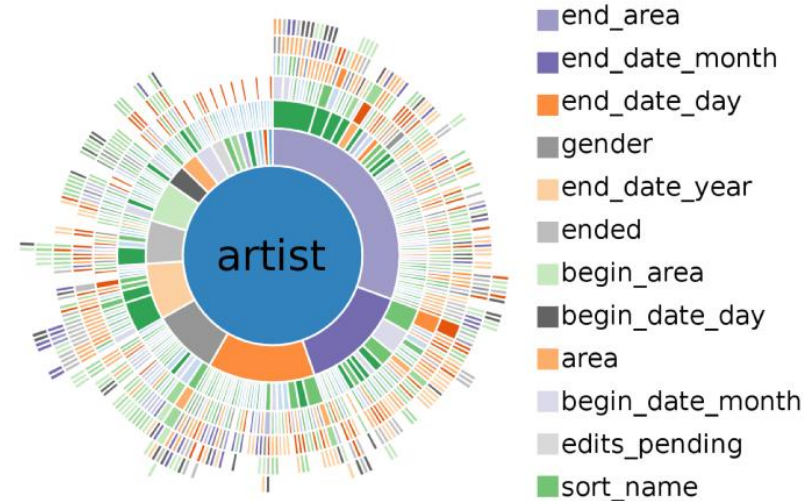 artist
end_area
end_date_month
end_date_day
gender
end_date_year
ended
begin_area
begin_date_day
area
begin_date_month
edits_pending
sort_name